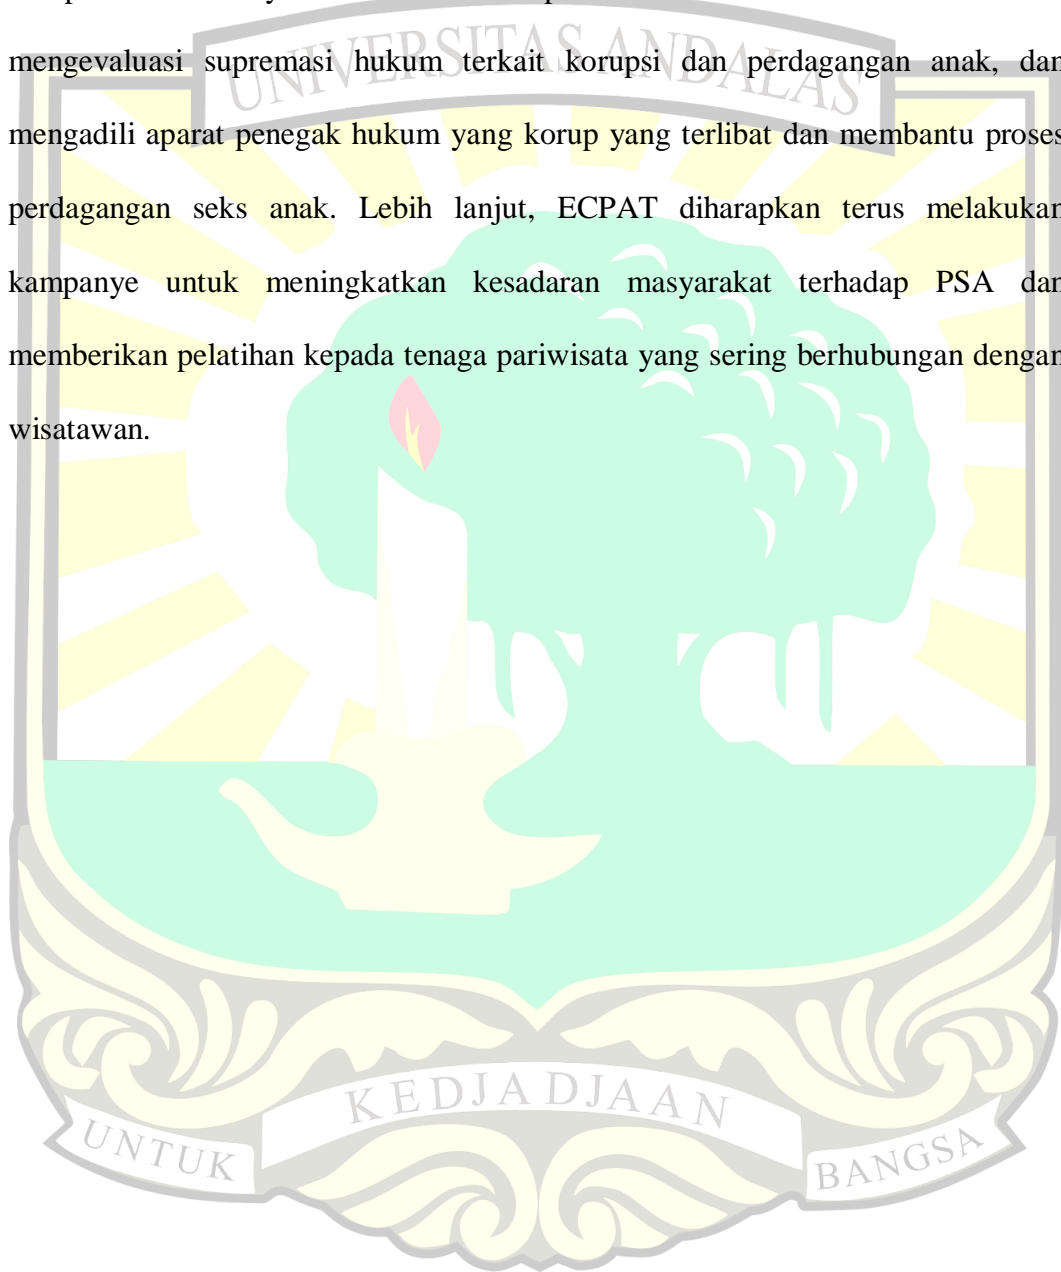 UNIVERSITAS ANDALAS
mengevaluasi supremasi hukum terkait korupsi dan perdagangan anak, dan
mengadili aparat penegak hukum yang korup yang terlibat dan membantu proses
perdagangan seks anak. Lebih lanjut, ECPAT diharapkan terus melakukan
kampanye untuk meningkatkan kesadaran masyarakat terhadap PSA dan
memberikan pelatihan kepada tenaga pariwisata yang sering berhubungan dengan
wisatawan.
UNTUK KEDJADJAAN BANGSA